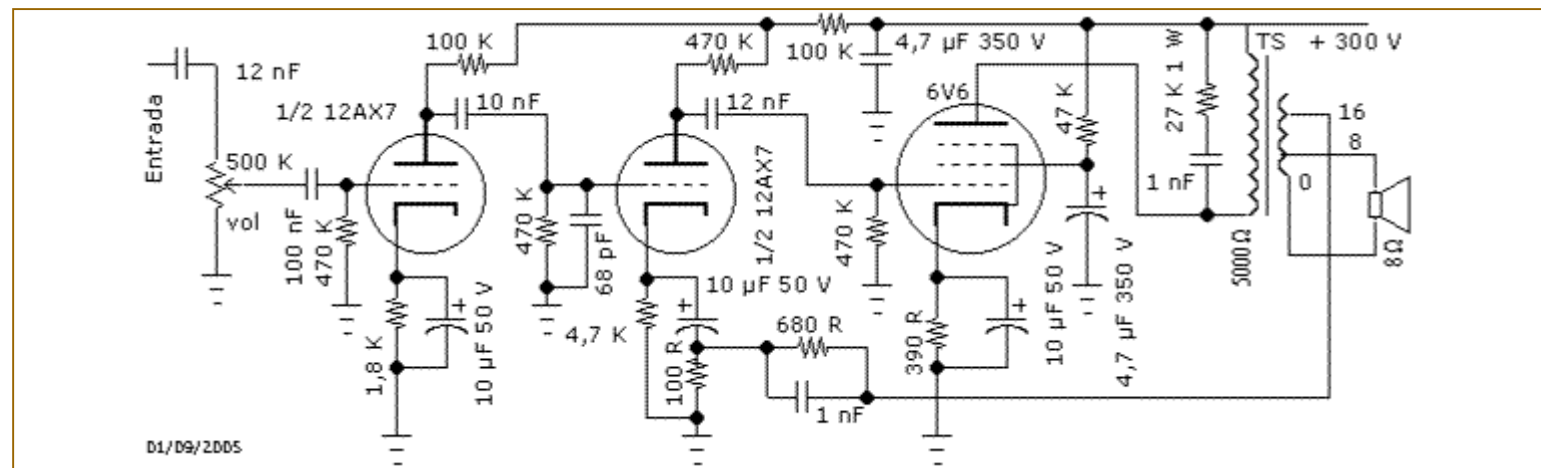 100 K
470 K
100 K
4,7 µF 350 V
27 K 1 W
TS
+ 300 V
12 nF
1/2 12AX7
10 nF
12 nF
6V6
47 K
16
8
0
Entrada
500 K
vol
1/2 12AX7
1 nF
100 nF
470 K
470 K
68 pF
470 K
5000Ω
8Ω
10 µF 50 V
10 µF 50 V
4,7 µF 350 V
1,8 K
10 µF 50 V
4,7 K
680 R
390 R
100 R
1 nF
01/09/2005